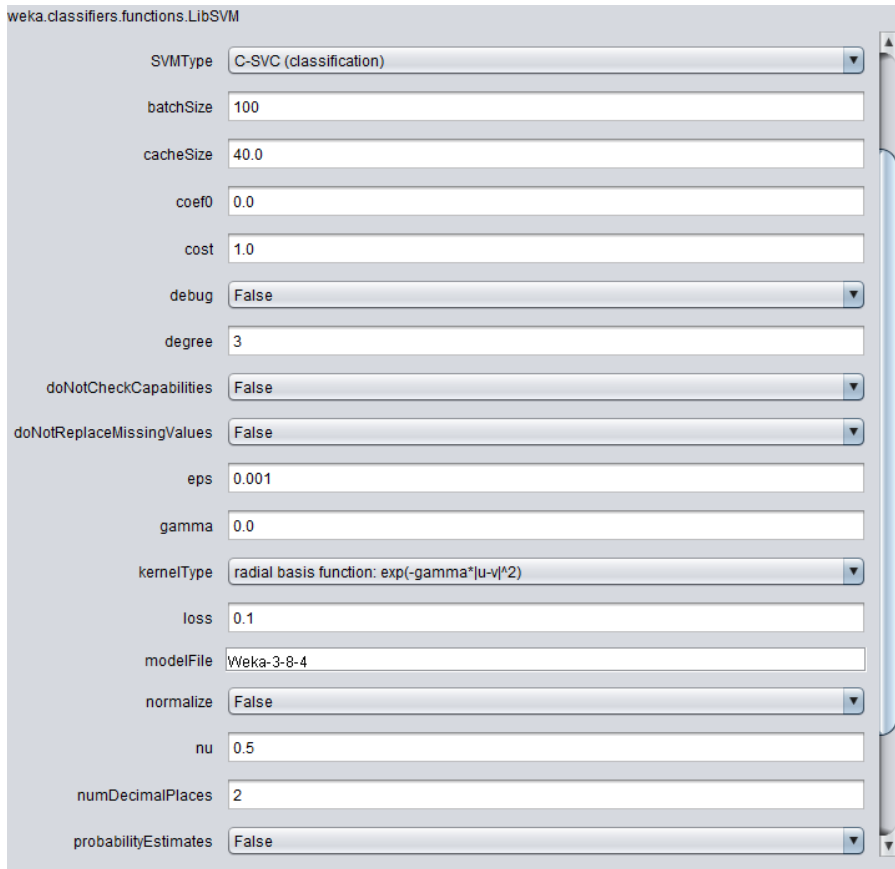 weka.classifiers.functions.LibSVM
SVMType C-SVC (classification)
batchSize 100
cacheSize 40.0
coef0 0.0
cost 1.0
debug False
degree 3
doNotCheckCapabilities False
doNotReplaceMissingValues False
eps 0.001
gamma 0.0
kernelType radial basis function: exp(-gamma*|u-v|^2)
loss 0.1
modelFile Weka-3-8-4
normalize False
nu 0.5
numDecimalPlaces 2
probabilityEstimates False